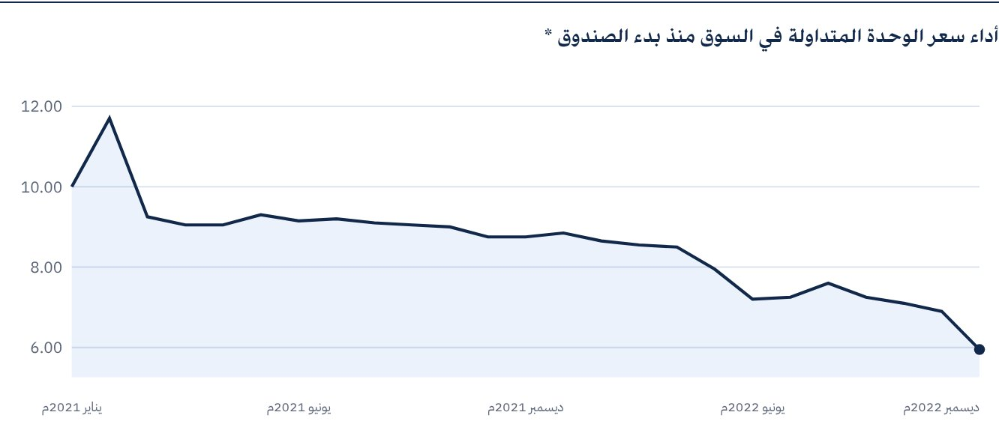 أداء سعر الوحدة المتداولة في السوق منذ بدء الصندوق *
12.00
10.00
8.00
6.00
يناير 2021م
يونيو 2021م
ديسمبر 2021م
يونيو 2022م
ديسمبر 2022م